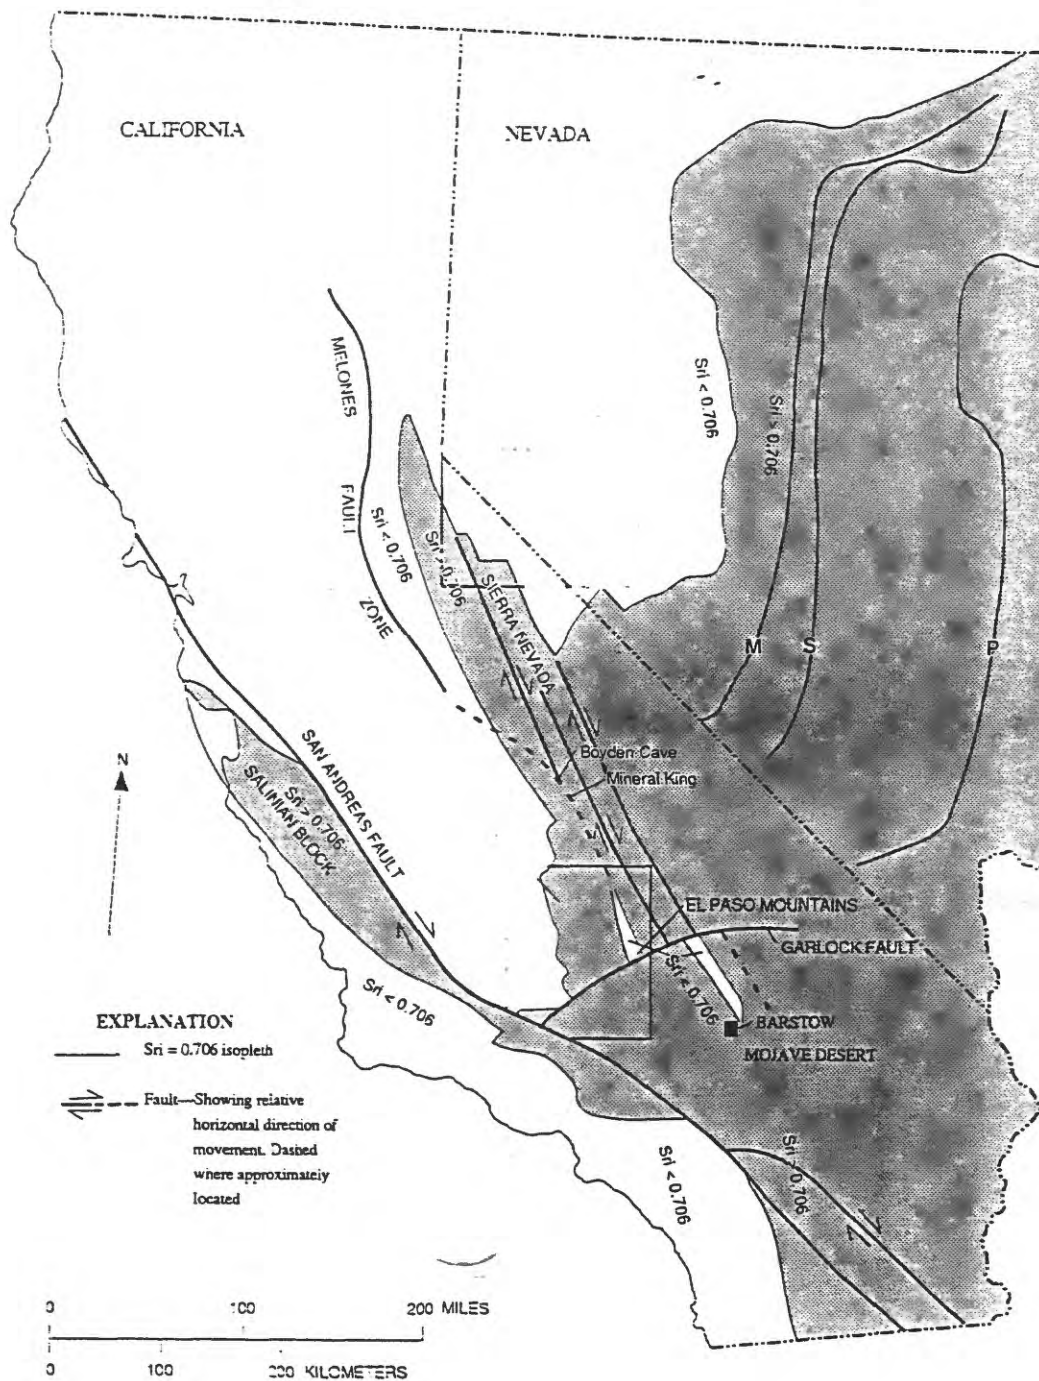 CALIFORNIA
NEVADA
MELONES
FAULT
ZONE
Sri < 0.706
Sri > 0.706
Sri < 0.706
Sri > 0.706
SIERRA NEVADA
M
S
P
Boyden Cave
Mineral King
N
SAN ANDREAS FAULT
Sri > 0.706
SALINIAN BLOCK
EL PASO MOUNTAINS
GARLOCK FAULT
Sri < 0.706
Sri < 0.706
BARSTOW
MOJAVE DESERT
EXPLANATION
Sri = 0.706 isopleth
Fault—Showing relative
horizontal direction of
movement. Dashed
where approximately
located
Sri < 0.706
Sri > 0.706
0 100 200 MILES
0 100 200 KILOMETERS